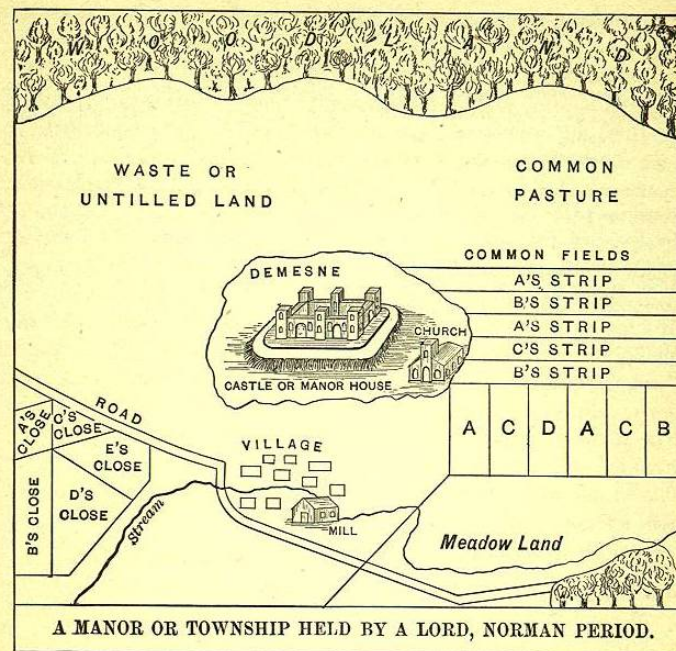 WOODLAND
WASTE OR
UNTILLED LAND
COMMON
PASTURE
COMMON FIELDS
A'S STRIP
B'S STRIP
A'S STRIP
C'S STRIP
B'S STRIP
DEMESNE
CHURCH
CASTLE OR MANOR HOUSE
A C D A C B
ROAD
A'S
CLOSE
C'S
CLOSE
E'S
CLOSE
B'S CLOSE
D'S
CLOSE
VILLAGE
Stream
MILL
Meadow Land
A MANOR OR TOWNSHIP HELD BY A LORD, NORMAN PERIOD.